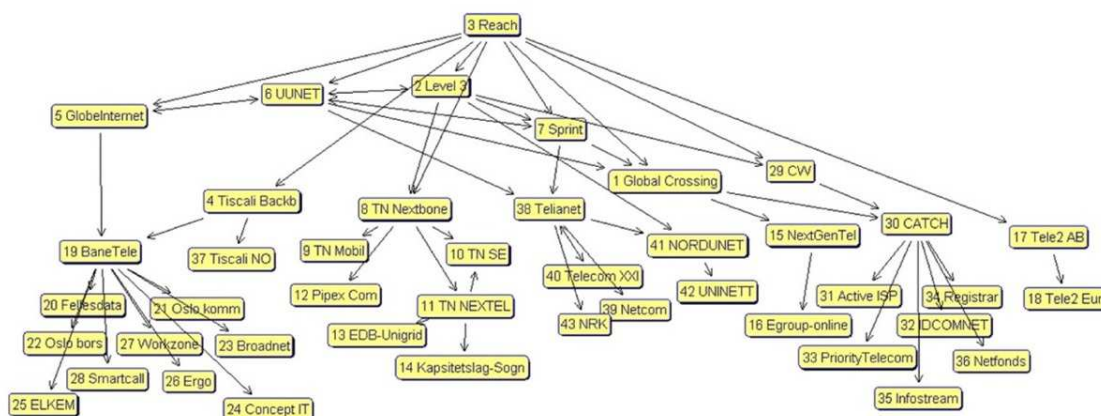 3 Reach
2 Level 3
6 UUNET
5 GlobeInternet
7 Sprint
29 CW
1 Global Crossing
4 Tiscali Backb
8 TN Nextbone
38 Telianet
30 CATCH
15 NextGenTel
17 Tele2 AB
41 NORDUNET
19 BaneTele
9 TN Mobil
10 TN SE
37 Tiscali NO
40 Telecom XXI
42 UNINETT
12 Pipex Com
31 Active ISP
34 Registrar
18 Tele2 Eur
20 Fellesdata
21 Oslo komm
11 TN NEXTEL
39 Netcom
43 NRK
16 Egroup-online
32 IDCOMNET
13 EDB-Unigrid
22 Oslo bors
27 Workzone
23 Broadnet
33 PriorityTelecom
36 Netfonds
14 Kapsitetslag-Sogn
28 Smartcall
26 Ergo
35 Infostream
25 ELKEM
24 Concept IT